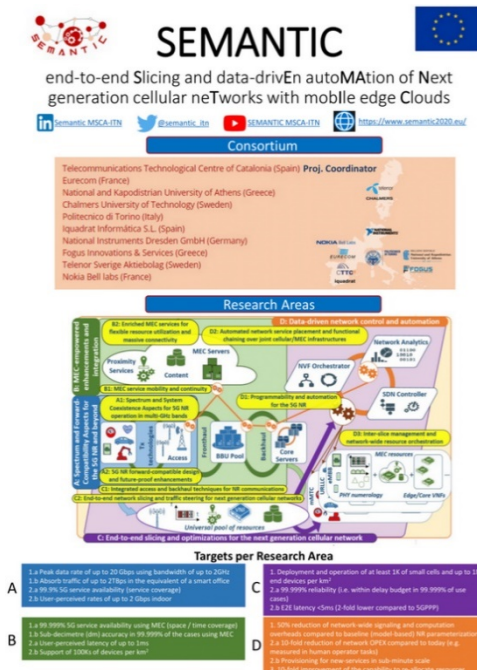 SEMANTIC
SEMANTIC
end-to-end Slicing and data-drivEn autoMAtion of Next
generation cellular neTworks with mobIle edge Clouds
Semantic MSCA-ITN
@semantic_itn
SEMANTIC MSCA-ITN
https://www.semantic2020.eu/
Consortium
Telecommunications Technological Centre of Catalonia (Spain) Proj. Coordinator
Eurecom (France)
National and Kapodistrian University of Athens (Greece)
Chalmers University of Technology (Sweden)
Politecnico di Torino (Italy)
Iquadrat Informática S.L. (Spain)
National Instruments Dresden GmbH (Germany)
Fogus Innovations & Services (Greece)
Telenor Sverige Aktiebolag (Sweden)
Nokia Bell labs (France)
telenor
CHALMERS
NATIONAL INSTRUMENTS
NOKIA Bell Labs
EURECOM
CTTC
FOGUS
iquadrat
Research Areas
B: MEC-empowered enhancements and integration
B2: Enriched MEC services for flexible resource utilization and massive connectivity
D: Data-driven network control and automation
D2: Automated network service placement and functional chaining over joint cellular/MEC infrastructures
Network Analytics
Proximity Services
MEC Servers
Content
NVF Orchestrator
SDN Controller
B1: MEC service mobility and continuity
D1: Programmability and automation for the 5G NR
A: Spectrum and Forward-Compatibility Aspects for the 5G NR and beyond
A1: Spectrum and System Coexistence Aspects for 5G NR operation in multi-GHz bands
Access
Fronthaul
BBU Pool
Backhaul
Core Servers
D3: Inter-slice management and network-wide resource orchestration
A2: 5G NR forward-compatible design and future-proof enhancements
C1: Integrated access and backhaul techniques for NR communications
C2: End-to-end network slicing and traffic steering for next generation cellular networks
MEC resources
eMBB
URLLC
mMTC
PHY numerology
Edge/Core VNFs
Universal pool of resources
C: End-to-end slicing and optimizations for the next generation cellular network
Targets per Research Area
A
1.a Peak data rate of up to 20 Gbps using bandwidth of up to 2GHz
1.b Absorb traffic of up to 2TBps in the equivalent of a smart office
2.a 99.9% 5G service availability (service coverage)
2.b User-perceived rates of up to 2 Gbps indoor
C
1. Deployment and operation of at least 1K of small cells and up to
end devices per km²
2.a 99.999% reliability (i.e. within delay budget in 99.999% of use
cases)
2.b E2E latency <5ms (2-fold lower compared to 5GPPP)
B
1.a 99.999% 5G service availability using MEC (space / time coverage)
1.b Sub-decimetre (dm) accuracy in 99.999% of the cases using MEC
2.a User-perceived latency of up to 1ms
2.b Support of 100Ks of devices per km²
D
1. 50% reduction of network-wide signaling and computation
overheads compared to baseline (model-based) NR parameterization
2.a 10-fold reduction of network OPEX compared to today (e.g.
measured in human operator tasks)
2.b Provisioning for new services in sub-minute scale